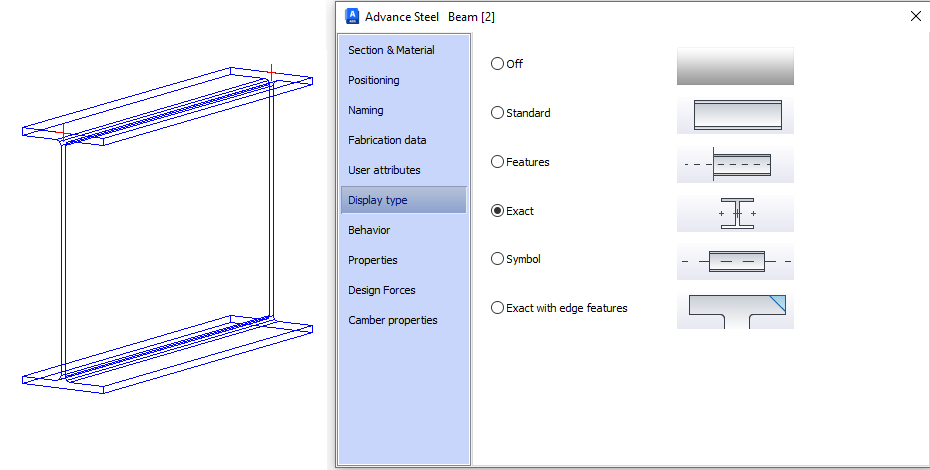 Advance Steel   Beam [2]
Section & Material
Positioning
Naming
Fabrication data
User attributes
Display type
Behavior
Properties
Design Forces
Camber properties
Off
Standard
Features
Exact
Symbol
Exact with edge features